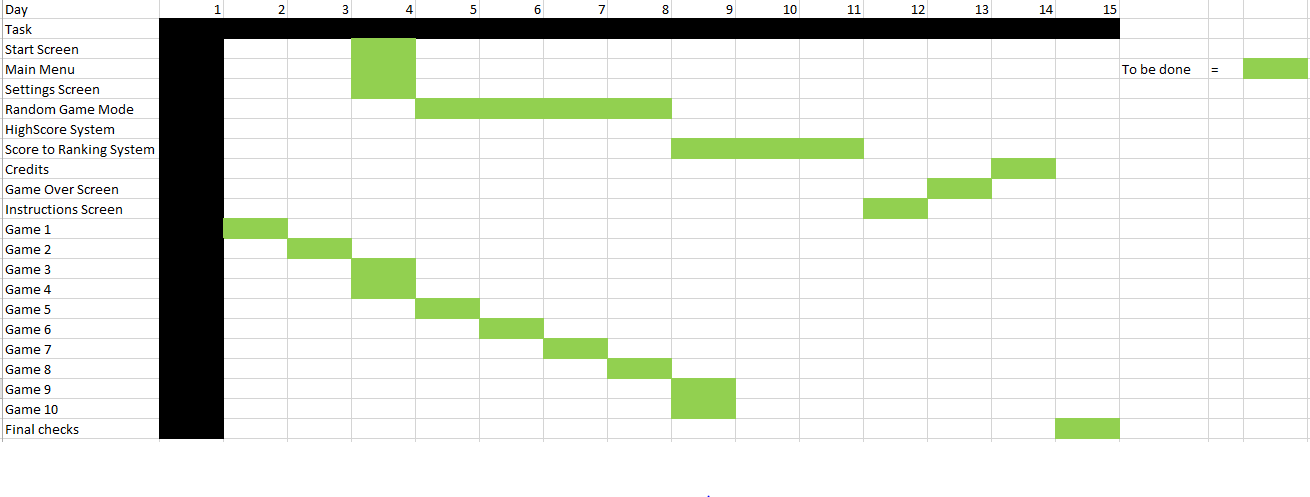 Day 1 2 3 4 5 6 7 8 9 10 11 12 13 14 15
Task
Start Screen
Main Menu To be done =
Settings Screen
Random Game Mode
HighScore System
Score to Ranking System
Credits
Game Over Screen
Instructions Screen
Game 1
Game 2
Game 3
Game 4
Game 5
Game 6
Game 7
Game 8
Game 9
Game 10
Final checks